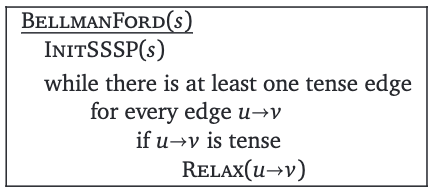 BELLMANFORD(s)
INITSSSP(s)
while there is at least one tense edge
for every edge u→v
if u→v is tense
RELAX(u→v)